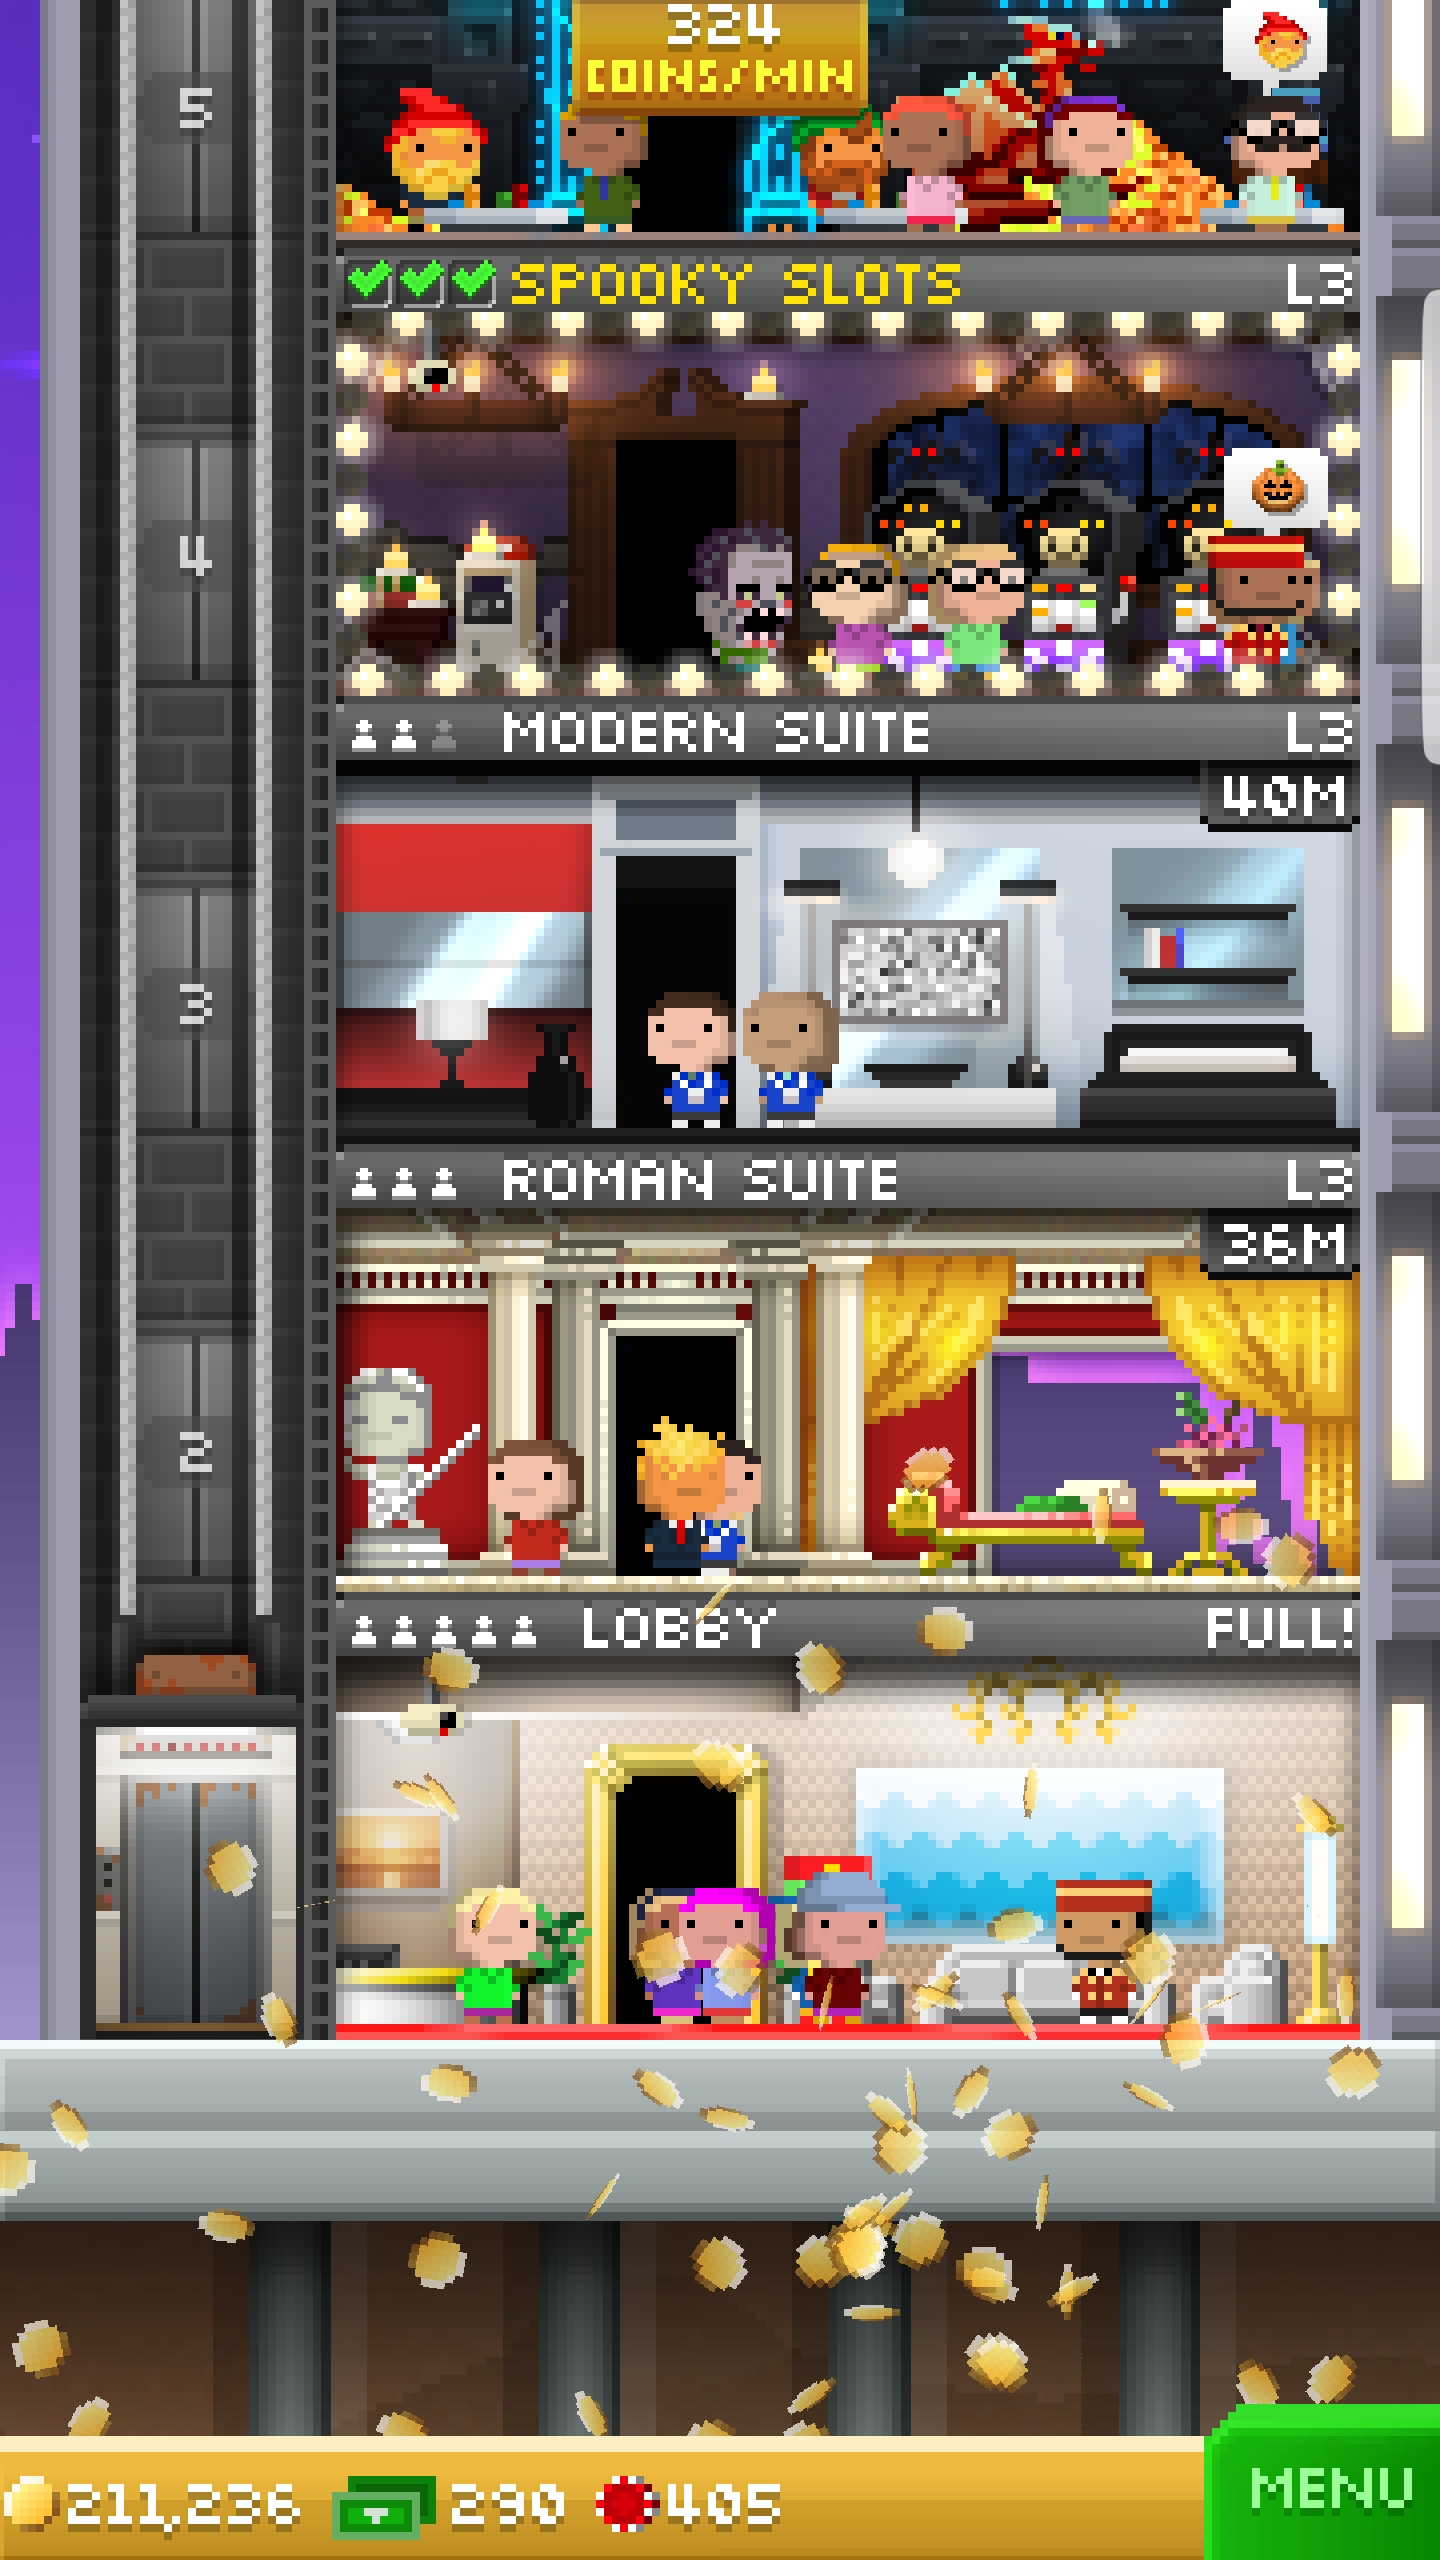 324
COINS/MIN
5
SPOOKY SLOTS L3
4
MODERN SUITE L3
40M
3
ROMAN SUITE L3
36M
2
LOBBY FULL!
211,236 290 405
MENU